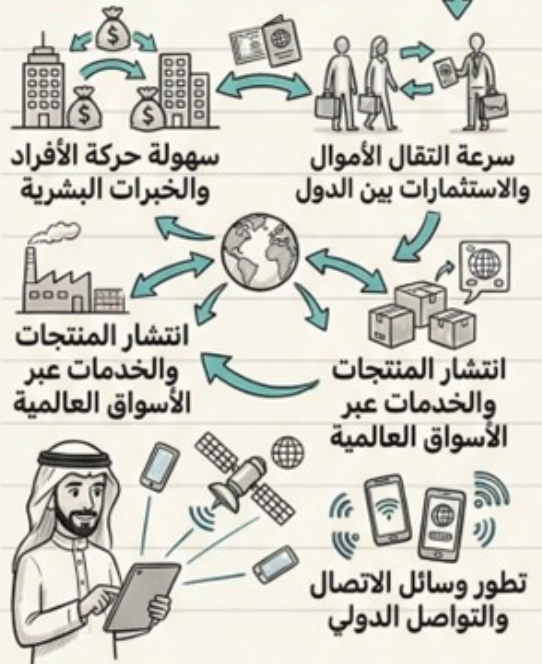 سرعة التقال الأموال
والاستثمارات بين الدول
سهولة حركة الأفراد
والخبرات البشرية
انتشار المنتجات
والخدمات عبر
الأسواق العالمية
انتشار المنتجات
والخدمات عبر
الأسواق العالمية
تطور وسائل الاتصال
والتواصل الدولي